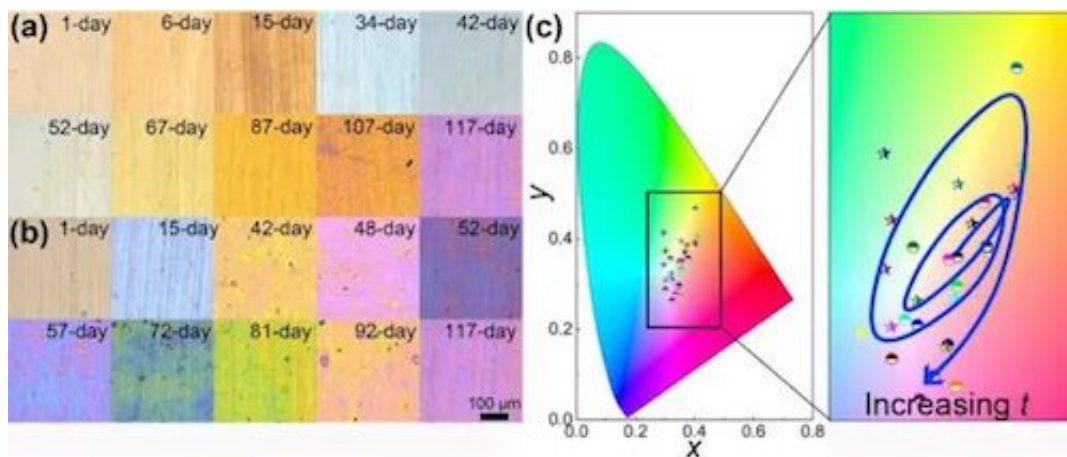 (a)
1-day 6-day 15-day 34-day 42-day
52-day 67-day 87-day 107-day 117-day
(b)
1-day 15-day 42-day 48-day 52-day
57-day 72-day 81-day 92-day 117-day
100 μm
(c)
0.8
0.6
0.4
0.2
0.0
y
0.0 0.2 0.4 0.6 0.8
x
Increasing t